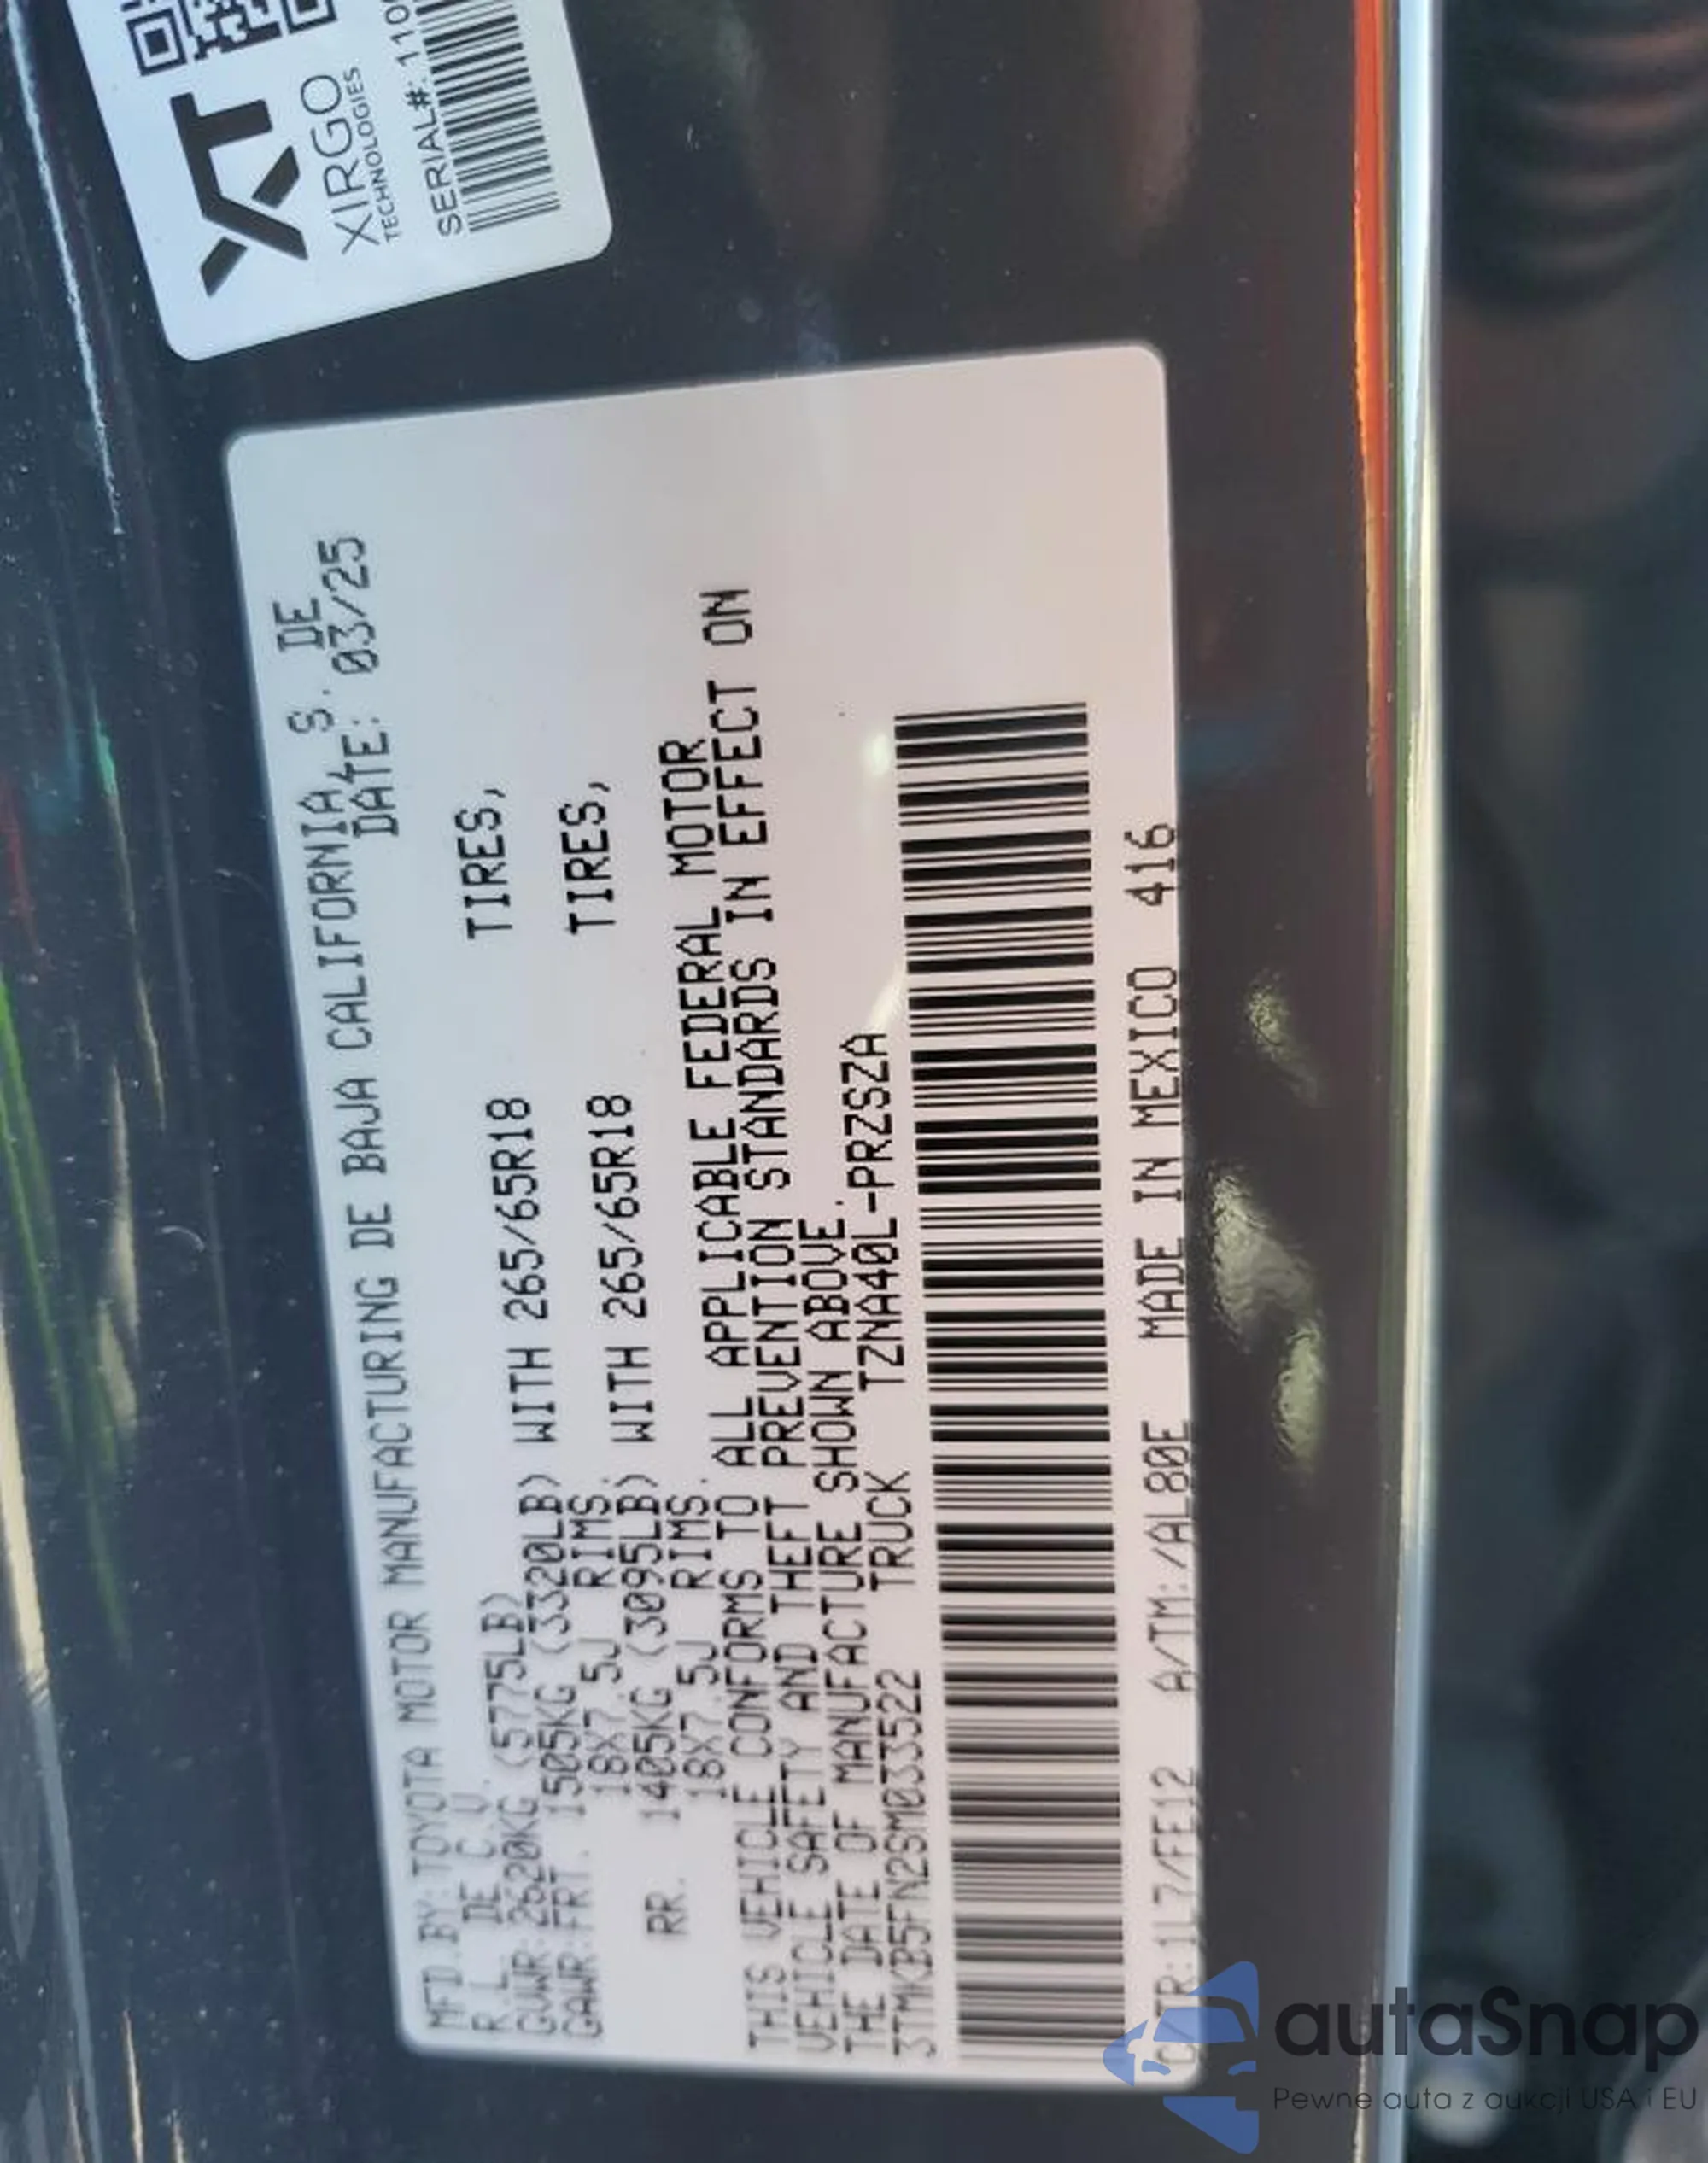 XT
XIRGO
TECHNOLOGIES
SERIAL#: 110
MFD.BY:TOYOTA MOTOR MANUFACTURING DE BAJA CALIFORNIA, S. DE
R.L. DE C.V. DATE: 03/25
GVWR:2620KG (5775LB)
GAWR:FRT. 1505KG (3320LB) WITH 265/65R18 TIRES,
18X7.5J RIMS
RR. 1405KG (3095LB) WITH 265/65R18 TIRES,
18X7.5J RIMS.
THIS VEHICLE CONFORMS TO ALL APPLICABLE FEDERAL MOTOR
VEHICLE SAFETY AND THEFT PREVENTION STANDARDS IN EFFECT ON
THE DATE OF MANUFACTURE SHOWN ABOVE.
3TMKB5FN2SM033522 TRUCK TZNA40L-PRZSZA
C/TR:1L7/FE12 A/TM:/AL80E MADE IN MEXICO 416
autaSnap
Pewne auta z aukcji USA i EU